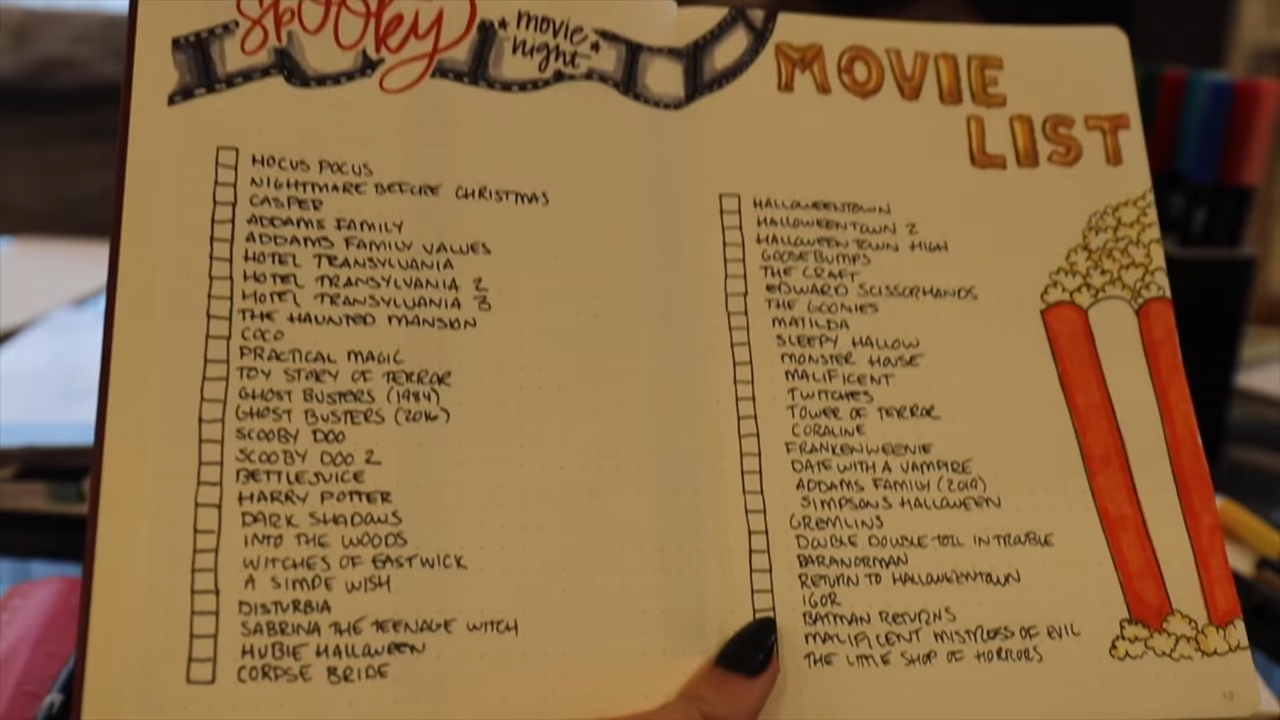 Spooky
movie
night
MOVIE
LIST
HOCUS POCUS
NIGHTMARE BEFORE CHRISTMAS
CASPER
ADDAMS FAMILY
ADDAMS FAMILY VALUES
HOTEL TRANSYLVANIA
HOTEL TRANSYLVANIA 2
HOTEL TRANSYLVANIA 3
THE HAUNTED MANSION
COCO
PRACTICAL MAGIC
TOY STORY OF TERROR
GHOST BUSTERS (1984)
GHOST BUSTERS (2016)
SCOOBY DOO
SCOOBY DOO 2
BETTLEJUICE
HARRY POTTER
DARK SHADOWS
INTO THE WOODS
WITCHES OF EASTWICK
A SIMPLE WISH
DISTURBIA
SABRINA THE TEENAGE WITCH
HUBIE HALLOWEEN
CORPSE BRIDE
HALLOWEENTOWN
HALLOWEENTOWN 2
HALLOWEEN TOWN HIGH
GOOSEBUMPS
THE CRAFT
EDWARD SCISSORHANDS
THE GOONIES
MATILDA
SLEEPY HALLOW
MONSTER HOUSE
MALIFICENT
TWITCHES
TOWER OF TERROR
CORALINE
FRANKENWEENIE
DATE WITH A VAMPIRE
ADDAMS FAMILY (2019)
SIMPSONS HALLOWEEN
GREMLINS
DOUBLE DOUBLE TOIL IN TROUBLE
PARANORMAN
RETURN TO HALLOWEENTOWN
IGOR
BATMAN RETURNS
MALIFICENT MISTRESS OF EVIL
THE LITTLE SHOP OF HORRORS
13